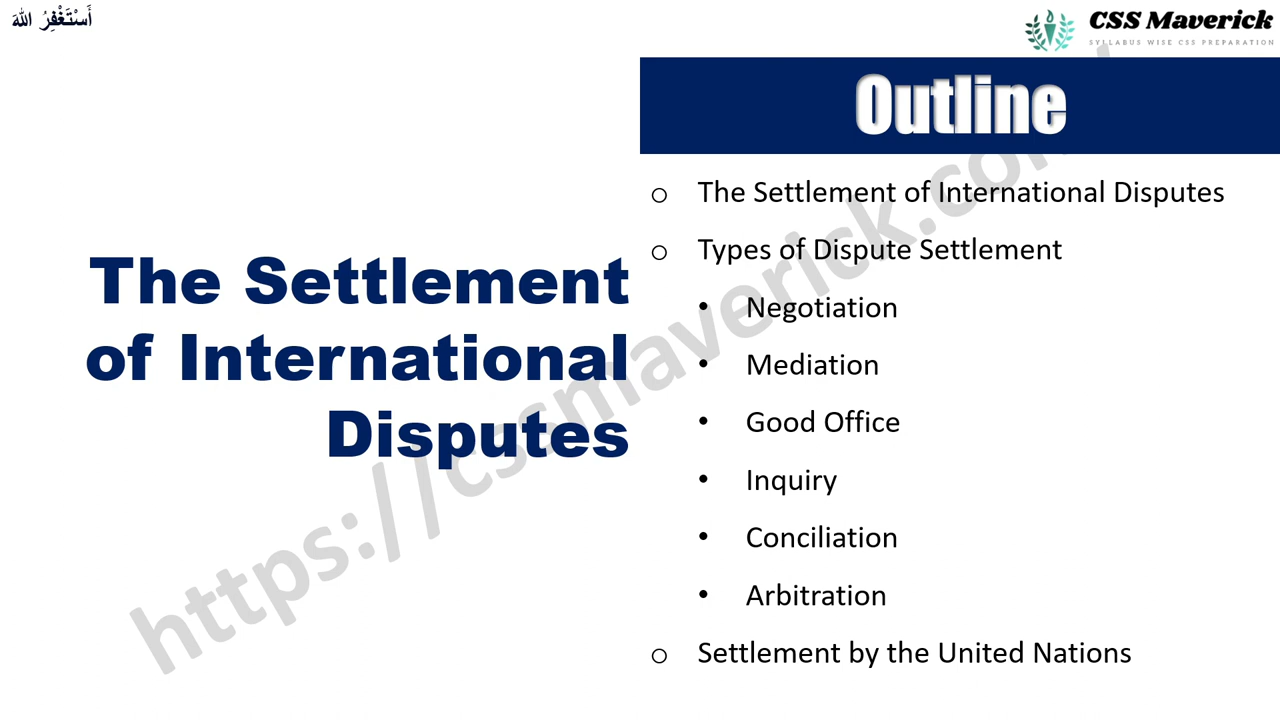 أَسْتَغْفِرُ اللهَ
CSS Maverick
SYLLABUS WISE CSS PREPARATION
The Settlement
of International
Disputes
Outline
o The Settlement of International Disputes
o Types of Dispute Settlement
• Negotiation
• Mediation
• Good Office
• Inquiry
• Conciliation
• Arbitration
o Settlement by the United Nations
https://cssmaverick.com/